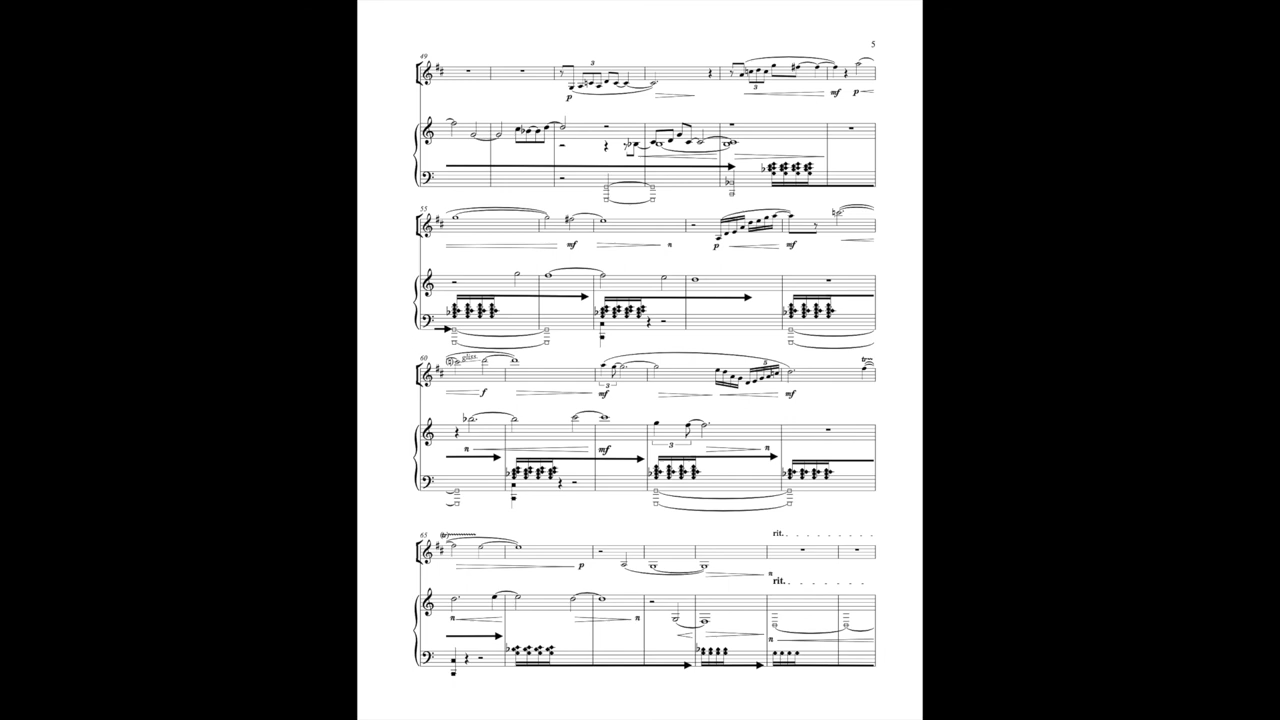 5
49
3
p
3
mf p
55
mf n p mf
60
gliss.
5
tr
f 3 mf mf
n mf 3 n
65
(tr)
rit.
p
n
rit.
n n
n